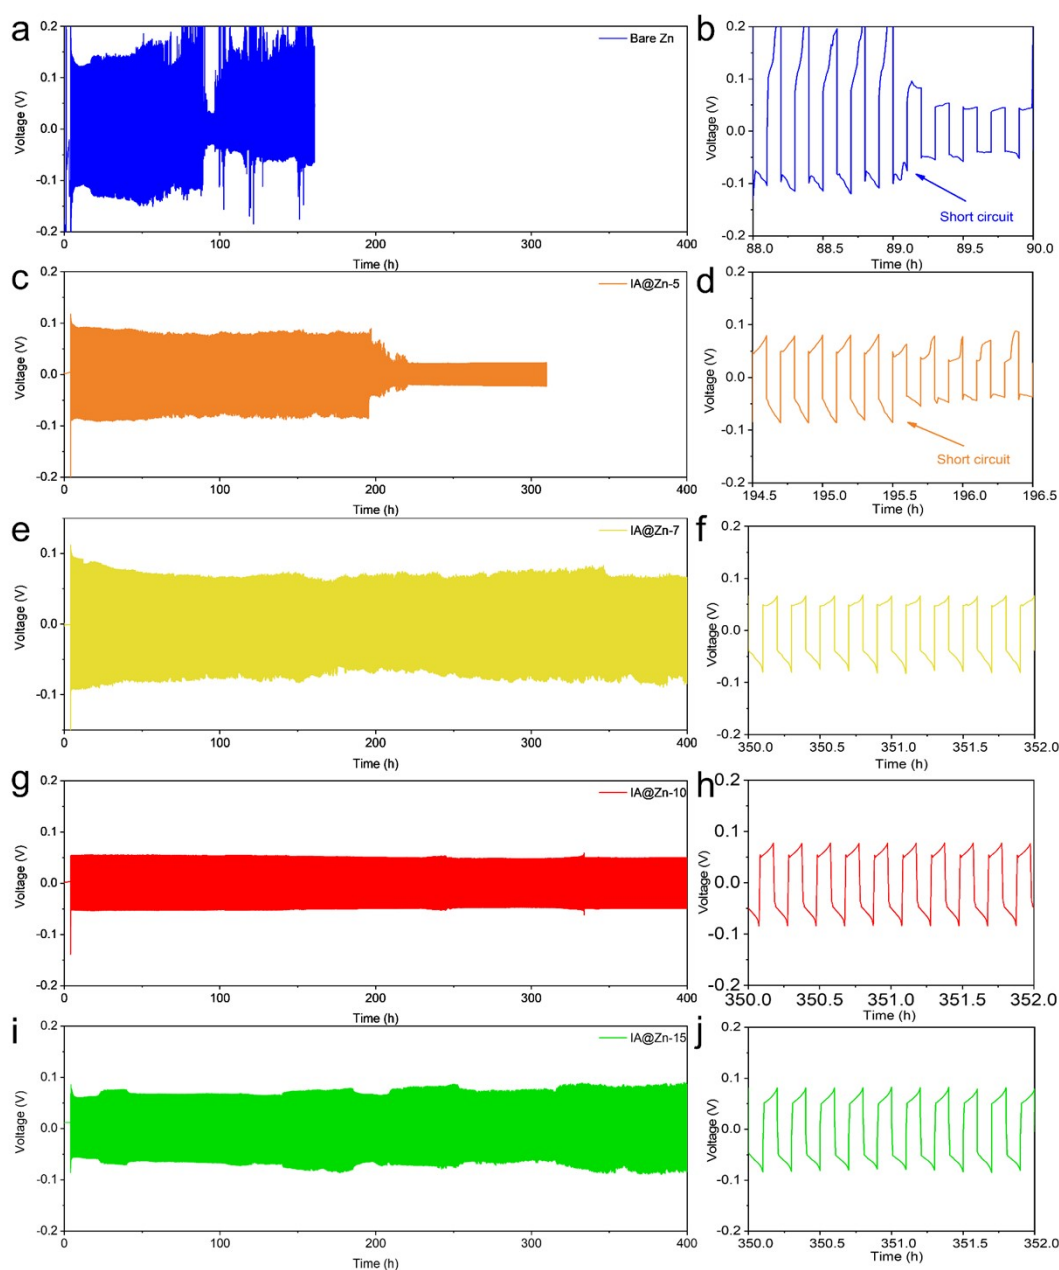 a
0.2
0.1
0.0
-0.1
-0.2
Voltage (V)
Bare Zn
0
100
200
300
400
Time (h)
b
0.2
0.1
0.0
-0.1
-0.2
Voltage (V)
Short circuit
88.0
88.5
89.0
89.5
90.0
Time (h)
c
0.2
0.1
0.0
-0.1
-0.2
Voltage (V)
IA@Zn-5
0
100
200
300
400
Time (h)
d
0.2
0.1
0.0
-0.1
-0.2
Voltage (V)
Short circuit
194.5
195.0
195.5
196.0
196.5
Time (h)
e
0.1
0.0
-0.1
Voltage (V)
IA@Zn-7
0
100
200
300
400
Time (h)
f
0.2
0.1
0.0
-0.1
-0.2
Voltage (V)
350.0
350.5
351.0
351.5
352.0
Time (h)
g
0.2
0.1
0.0
-0.1
-0.2
Voltage (V)
IA@Zn-10
0
100
200
300
400
Time (h)
h
0.2
0.1
0.0
-0.1
-0.2
Voltage (V)
350.0
350.5
351.0
351.5
352.0
Time (h)
i
0.2
0.1
0.0
-0.1
-0.2
Voltage (V)
IA@Zn-15
0
100
200
300
400
Time (h)
j
0.2
0.1
0.0
-0.1
-0.2
Voltage (V)
350.0
350.5
351.0
351.5
352.0
Time (h)